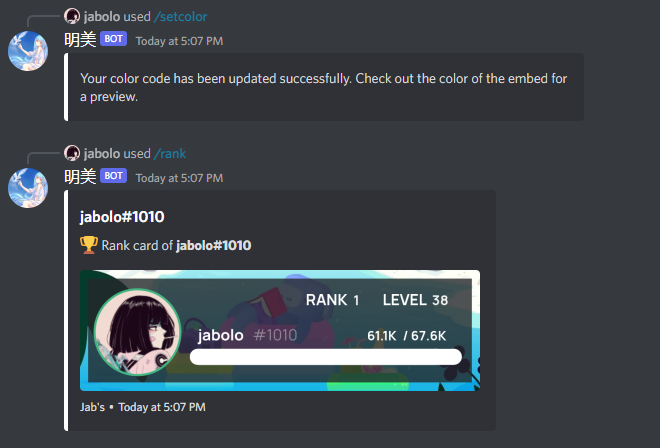 jabolo used /setcolor
明美 BOT Today at 5:07 PM
Your color code has been updated successfully. Check out the color of the embed for
a preview.
jabolo used /rank
明美 BOT Today at 5:07 PM
jabolo#1010
Rank card of jabolo#1010
RANK 1 LEVEL 38
jabolo #1010 61.1K / 67.6K
Jab's • Today at 5:07 PM